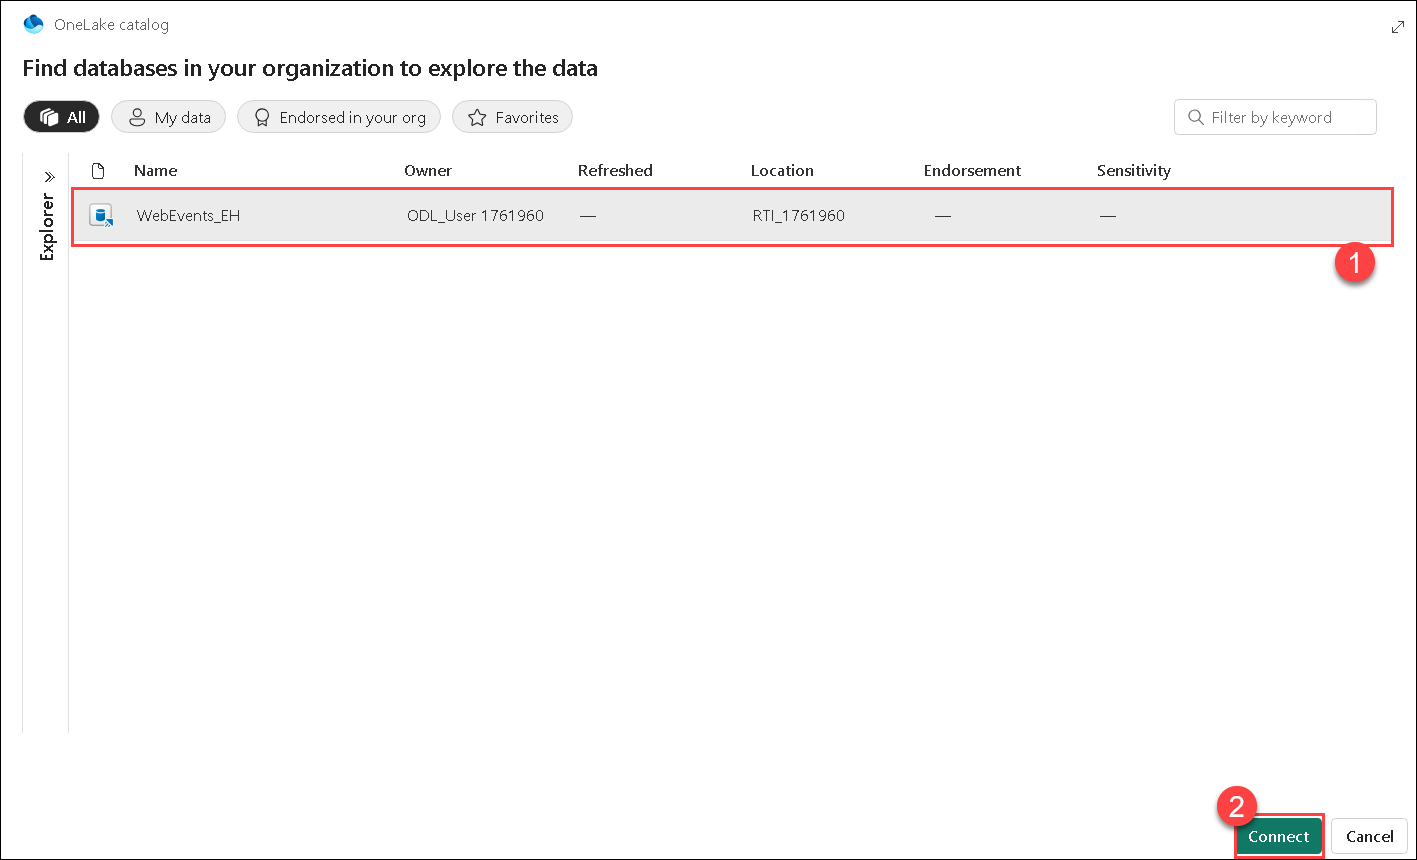 OneLake catalog
Find databases in your organization to explore the data
All My data Endorsed in your org Favorites Filter by keyword
Explorer
Name Owner Refreshed Location Endorsement Sensitivity
WebEvents_EH ODL_User 1761960 — RTI_1761960 — —
1
2
Connect Cancel